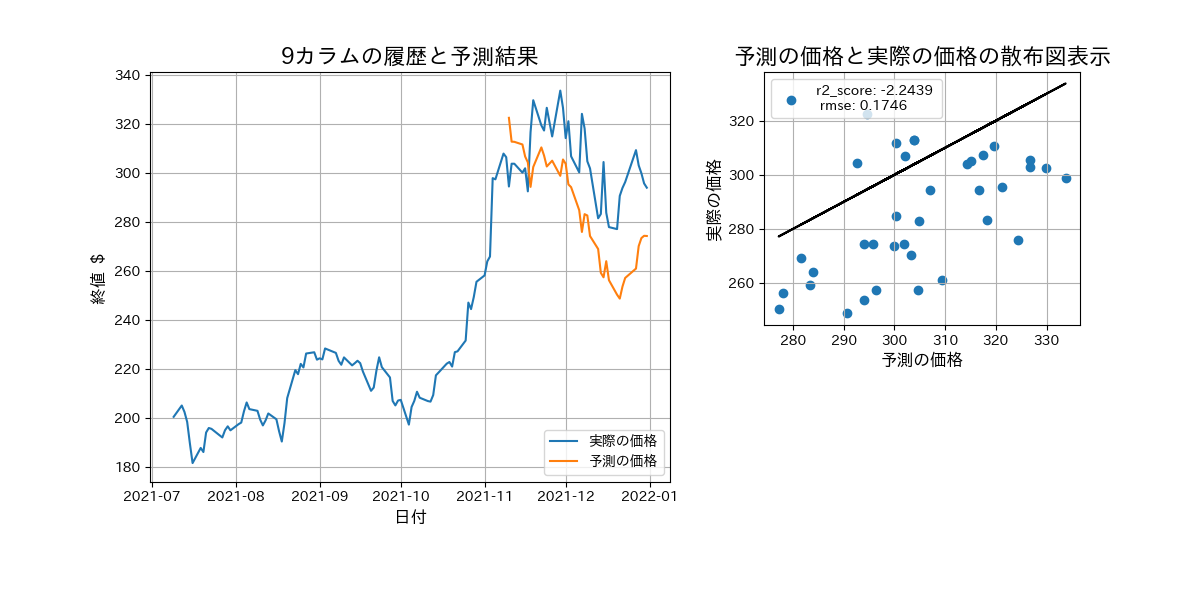 9カラムの履歴と予測結果
340
320
300
280
260
240
220
200
180
終値 $
2021-07
2021-08
2021-09
2021-10
2021-11
2021-12
2022-01
日付
実際の価格
予測の価格
予測の価格と実際の価格の散布図表示
r2_score: -2.2439
rmse: 0.1746
320
300
280
260
実際の価格
280
290
300
310
320
330
予測の価格